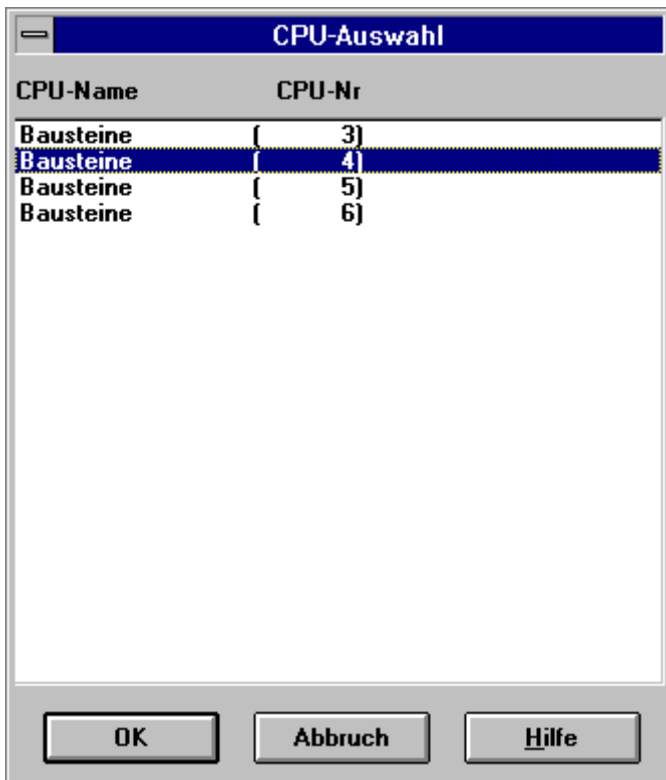 CPU-Auswahl
CPU-Name CPU-Nr
Bausteine ( 3)
Bausteine ( 4)
Bausteine ( 5)
Bausteine ( 6)
OK Abbruch Hilfe